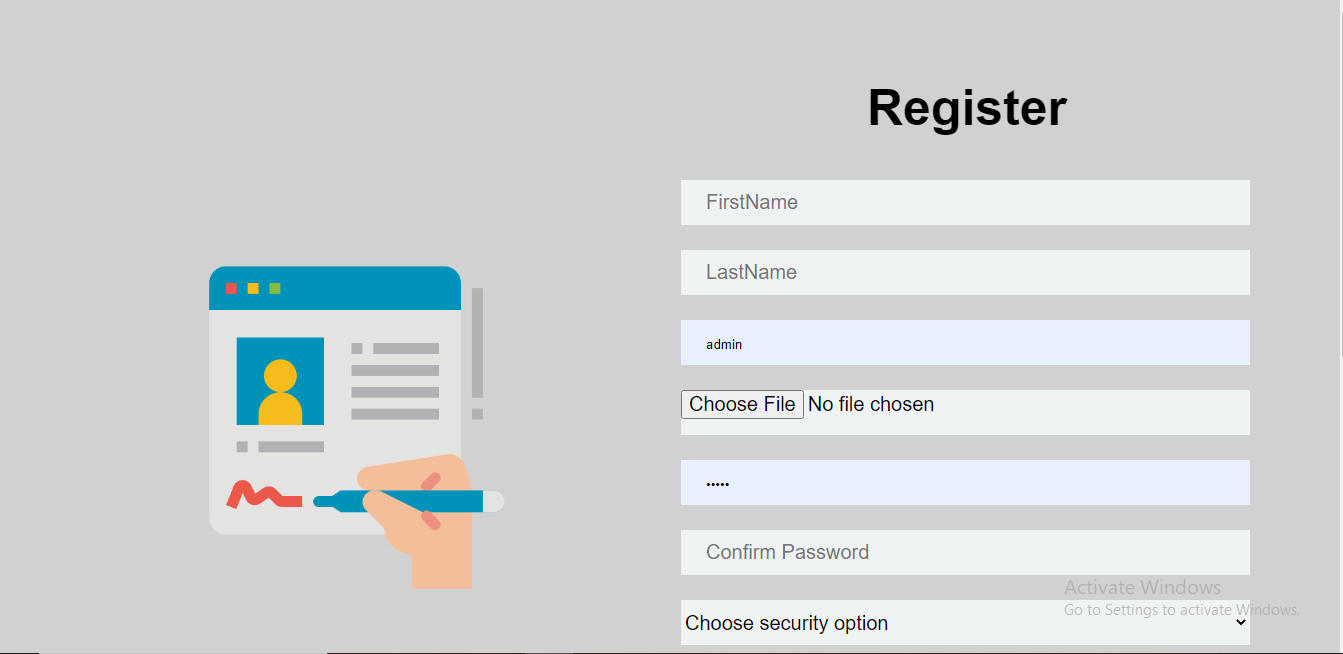 Register
FirstName
LastName
admin
Choose File No file chosen
•••••
Confirm Password
Activate Windows
Go to Settings to activate Windows.
Choose security option